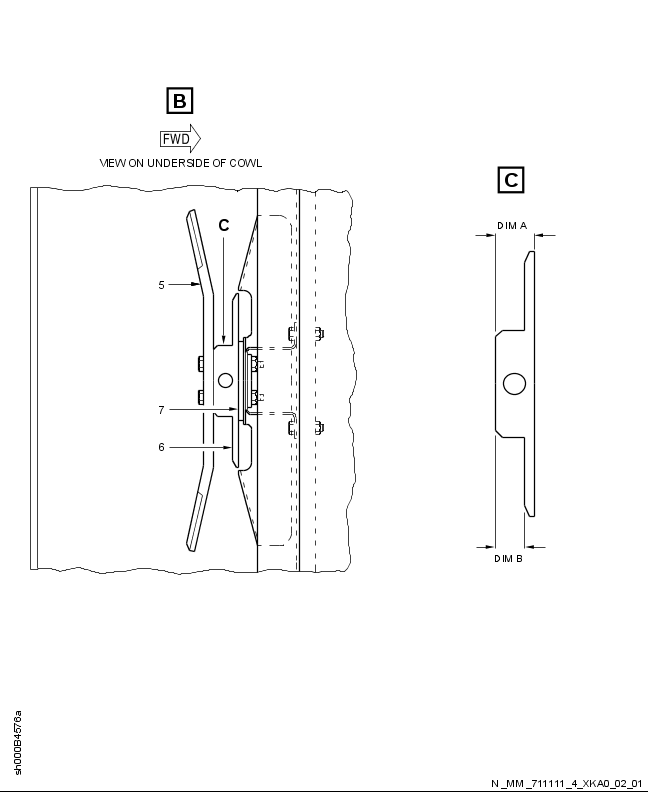 B
FWD
VIEW ON UNDERSIDE OF COWL
C
DIM A
C
5
7
6
DIM B
sh000B4576a
N_MM_711111_4_XKA0_02_01